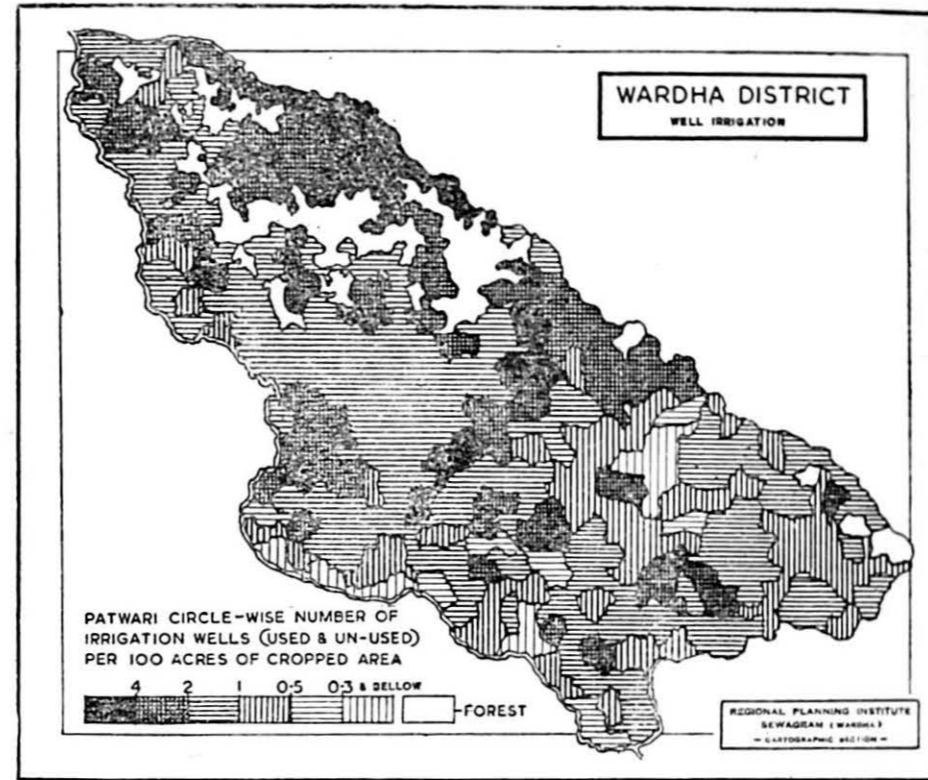 WARDHA DISTRICT
WELL IRRIGATION
PATWARI CIRCLE-WISE NUMBER OF
IRRIGATION WELLS (USED & UN-USED)
PER 100 ACRES OF CROPPED AREA
4 2 1 0·5 0·3 & BELLOW
FOREST
REGIONAL PLANNING INSTITUTE
SEWAGRAM (WARDHA)
— CARTOGRAPHIC SECTION —